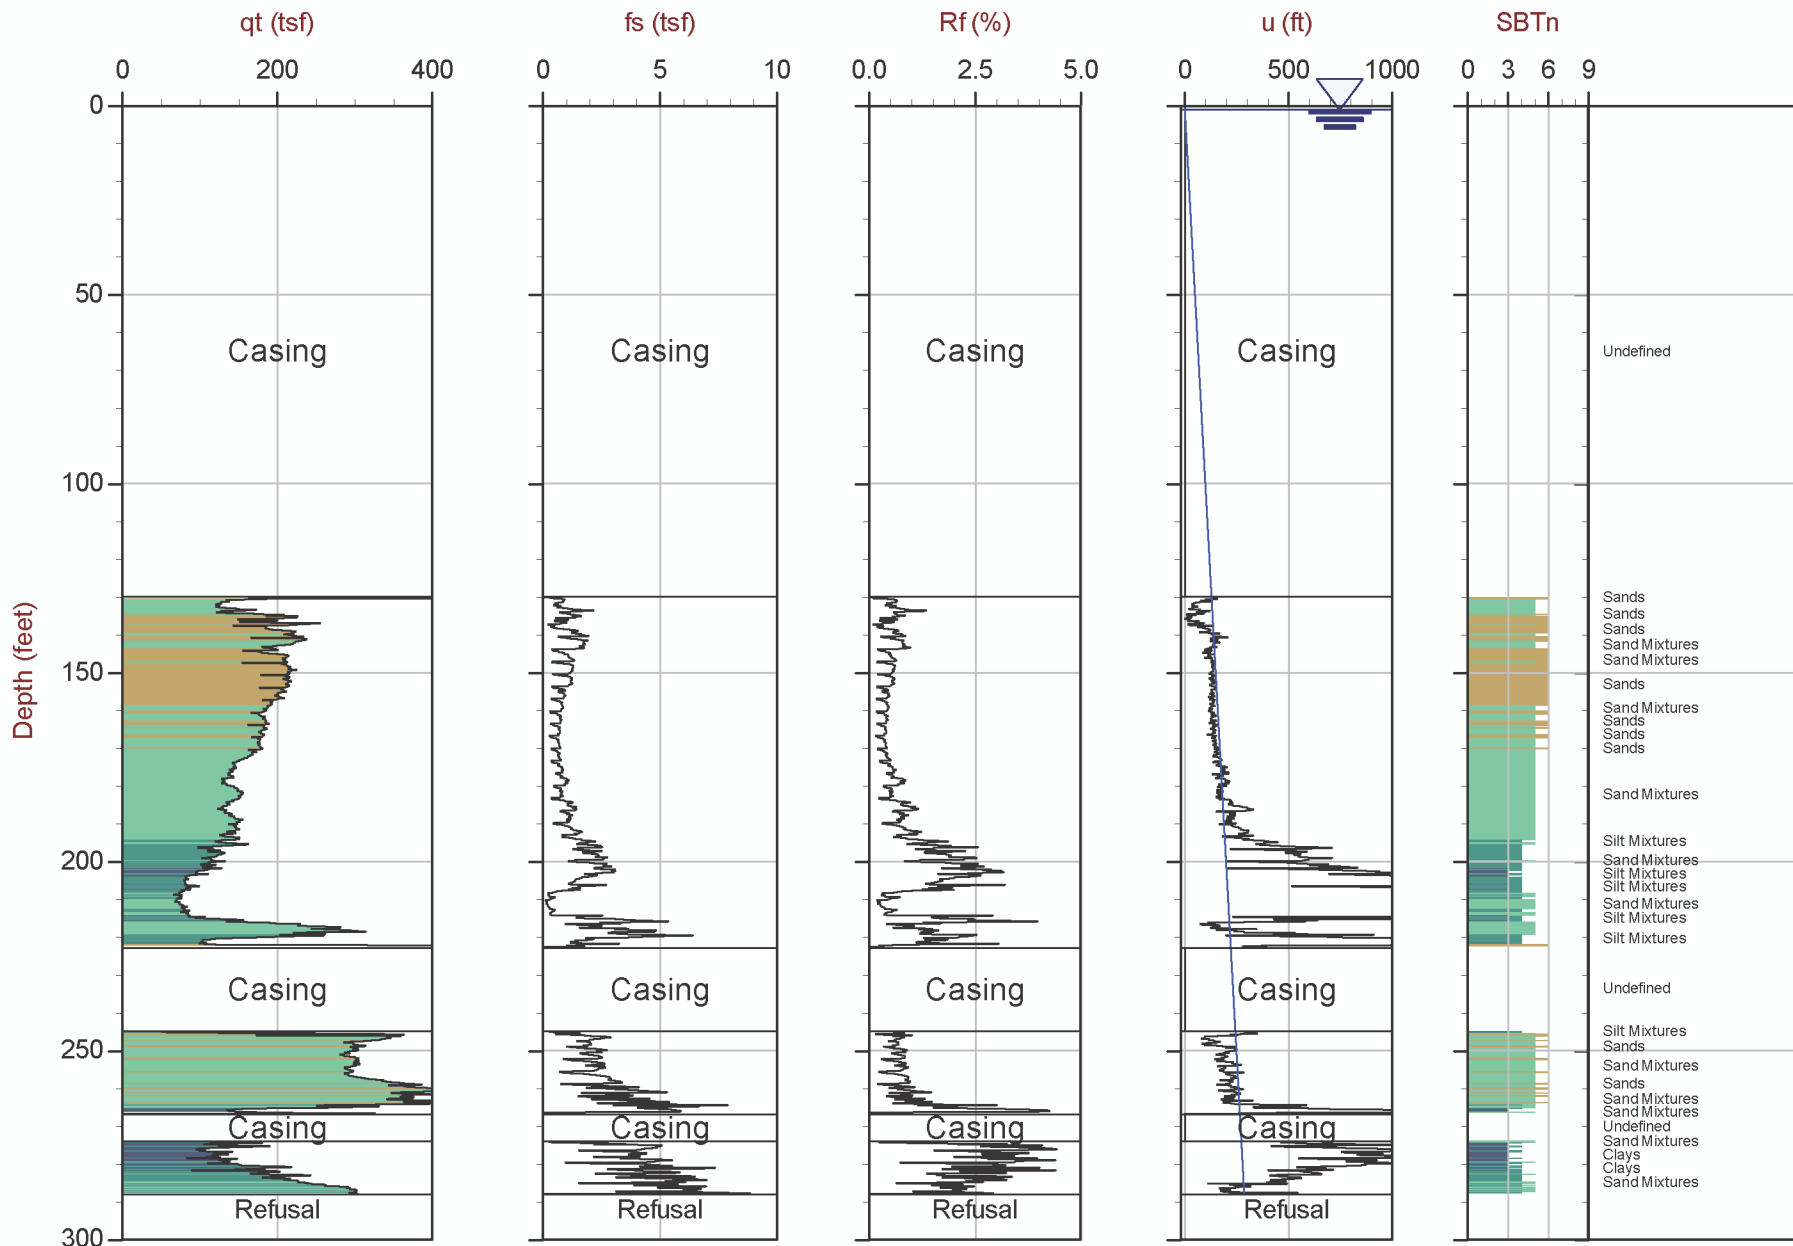 qt (tsf) fs (tsf) Rf (%) u (ft) SBTn
0 200 400 0 5 10 0.0 2.5 5.0 0 500 1000 0 3 6 9
0
50
Casing Casing Casing Casing Undefined
100
Depth (feet)
Sands
Sands
Sands
Sand Mixtures
Sand Mixtures
150
Sands
Sand Mixtures
Sands
Sands
Sands
Sand Mixtures
Silt Mixtures
200
Sand Mixtures
Silt Mixtures
Silt Mixtures
Sand Mixtures
Silt Mixtures
Silt Mixtures
Casing Casing Casing Casing Undefined
Silt Mixtures
Sands
250
Sand Mixtures
Sands
Sand Mixtures
Sand Mixtures
Casing Casing Casing Casing Undefined
Sand Mixtures
Clays
Clays
Sand Mixtures
Refusal Refusal Refusal Refusal
300